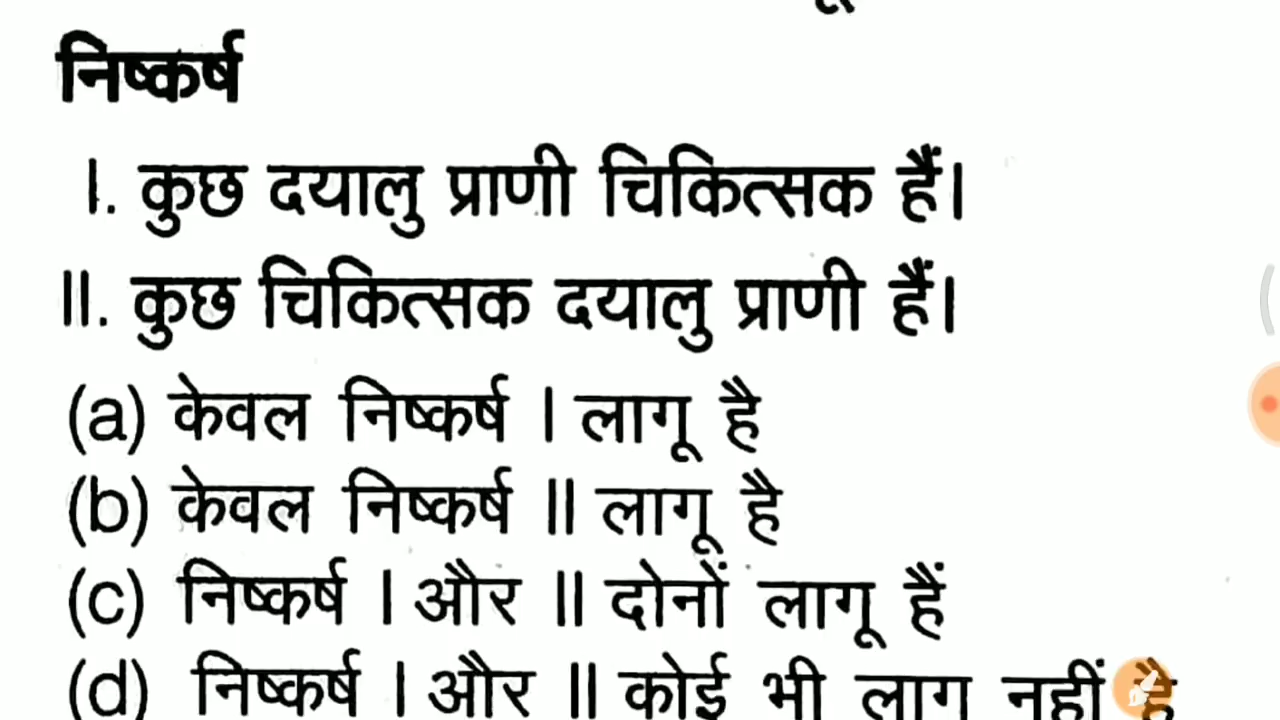 निष्कर्ष
I. कुछ दयालु प्राणी चिकित्सक हैं।
II. कुछ चिकित्सक दयालु प्राणी हैं।
(a) केवल निष्कर्ष I लागू है
(b) केवल निष्कर्ष II लागू है
(c) निष्कर्ष I और II दोनों लागू हैं
(d) निष्कर्ष I और II कोई भी लागू नहीं है